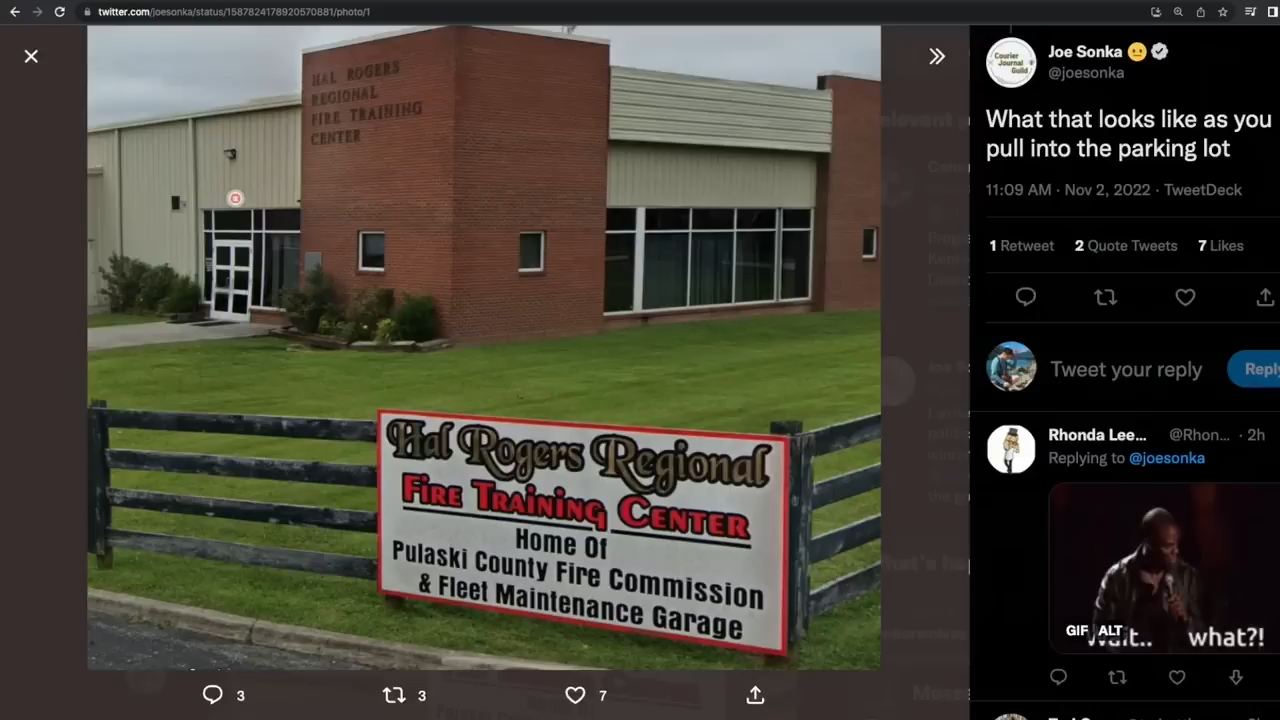 twitter.com/joesonka/status/1587824178920570881/photo/1
HAL ROGERS
REGIONAL
FIRE TRAINING
CENTER
Hal Rogers Regional
FIRE TRAINING CENTER
Home Of
Pulaski County Fire Commission
& Fleet Maintenance Garage
3
3
7
Courier
Journal
Guild
Joe Sonka
@joesonka
What that looks like as you
pull into the parking lot
11:09 AM · Nov 2, 2022 · TweetDeck
1 Retweet 2 Quote Tweets 7 Likes
Tweet your reply
Reply
Rhonda Lee... @Rhon... · 2h
Replying to @joesonka
GIF ALT
what?!